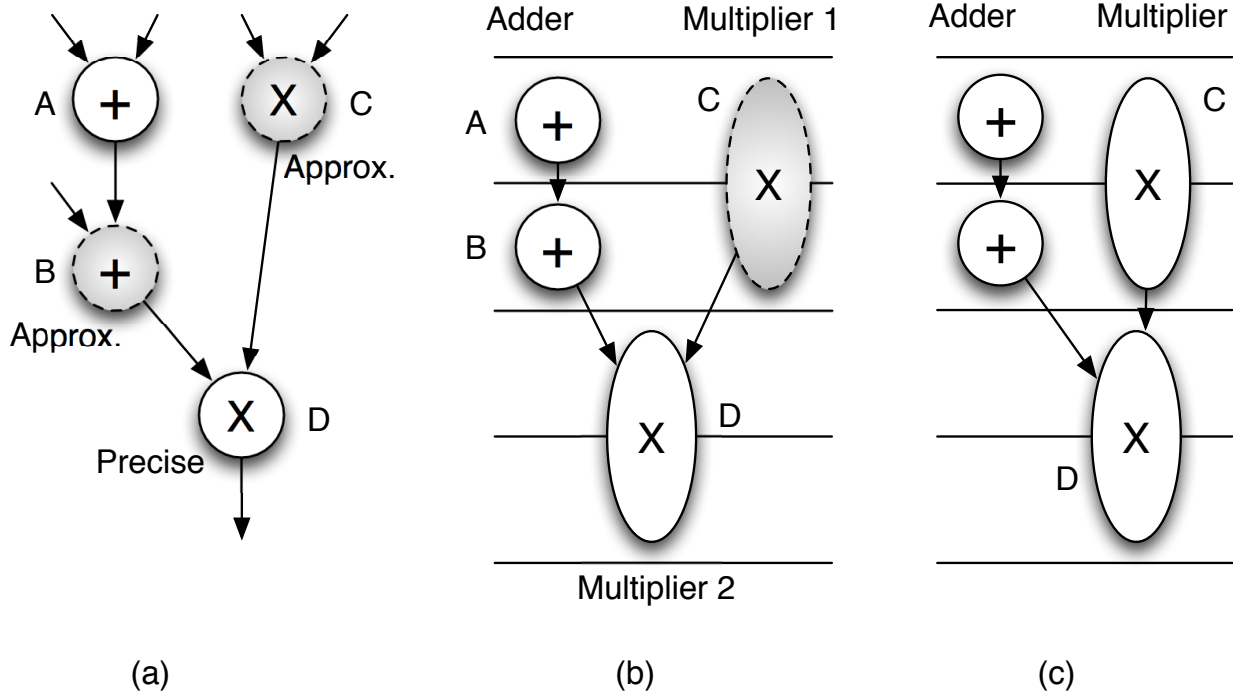 A
+
X
C
Approx.
B
+
Approx.
X
D
Precise
(a)
Adder
Multiplier 1
A
+
C
X
B
+
X
D
Multiplier 2
(b)
Adder
Multiplier
+
C
X
+
X
D
(c)